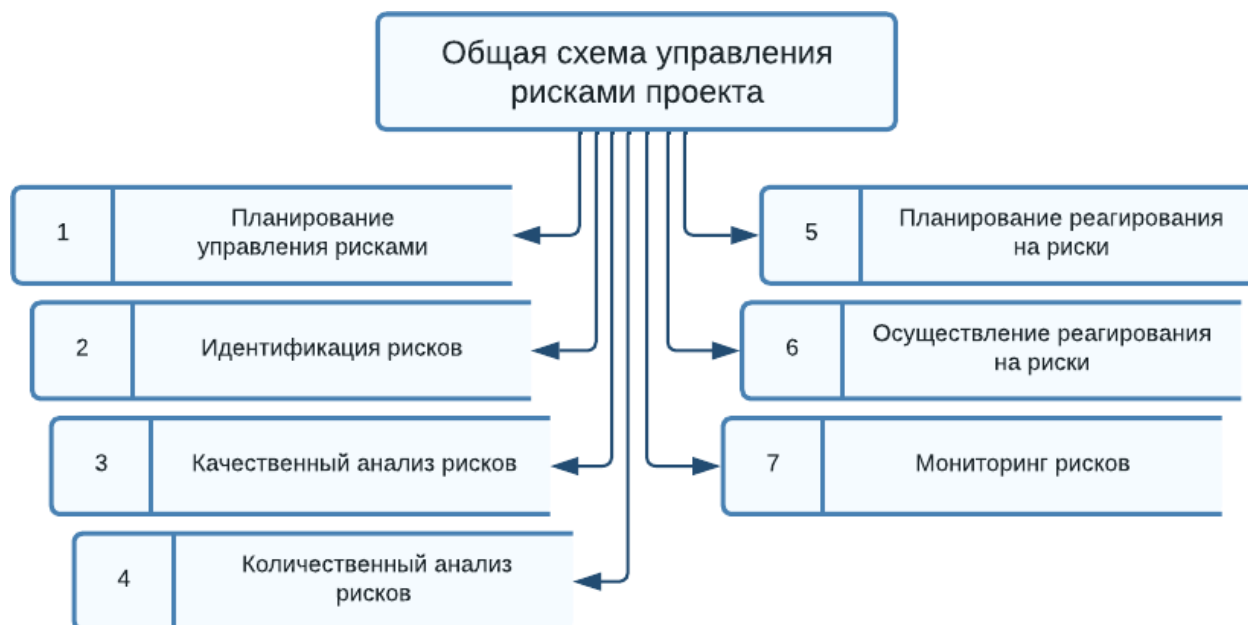 Общая схема управления
рисками проекта
1
Планирование
управления рисками
2
Идентификация рисков
3
Качественный анализ рисков
4
Количественный анализ
рисков
5
Планирование реагирования
на риски
6
Осуществление реагирования
на риски
7
Мониторинг рисков